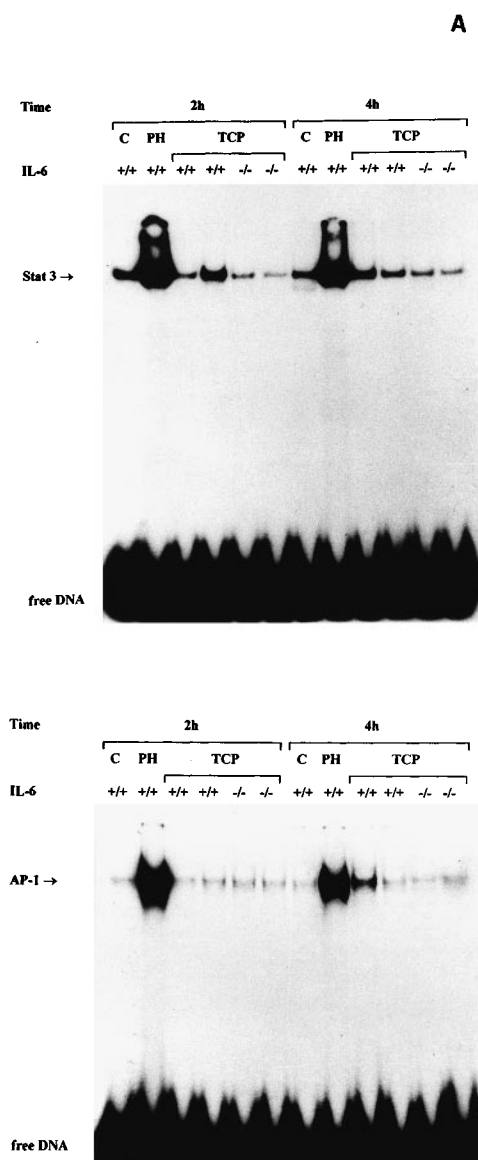 A
Time 2h 4h
C PH TCP C PH TCP
IL-6 +/+ +/+ +/+ +/+ -/- -/- +/+ +/+ +/+ +/+ -/- -/-
Stat 3 →
free DNA
Time 2h 4h
C PH TCP C PH TCP
IL-6 +/+ +/+ +/+ +/+ -/- -/- +/+ +/+ +/+ +/+ -/- -/-
AP-1 →
free DNA